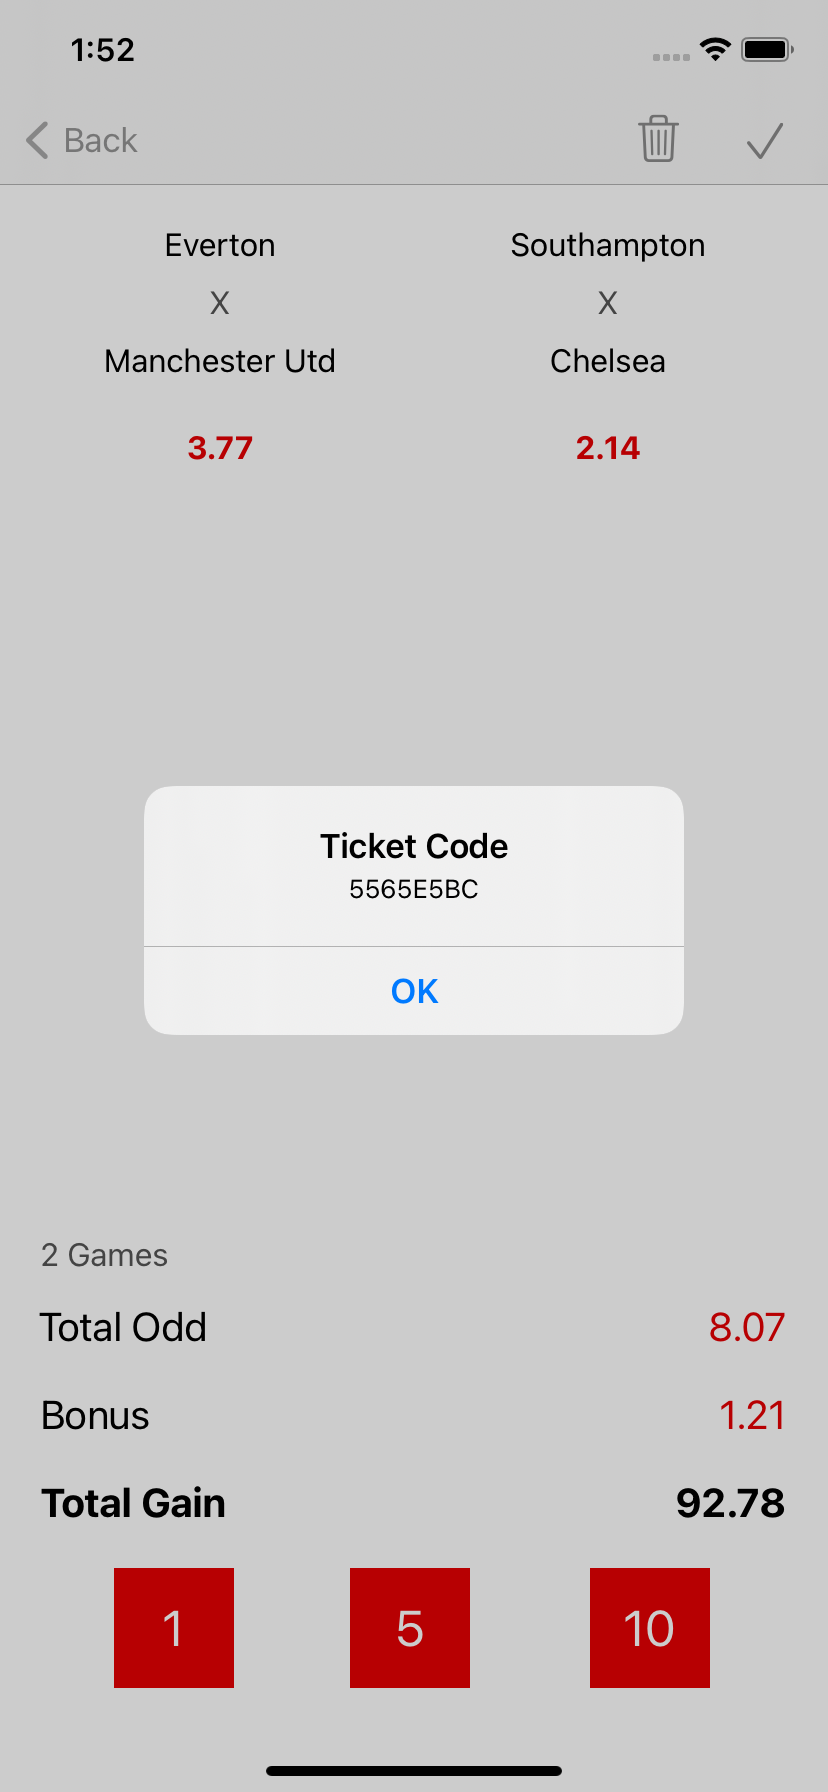 1:52
Back
Everton
X
Manchester Utd
3.77
Southampton
X
Chelsea
2.14
Ticket Code
5565E5BC
OK
2 Games
Total Odd 8.07
Bonus 1.21
Total Gain 92.78
1 5 10